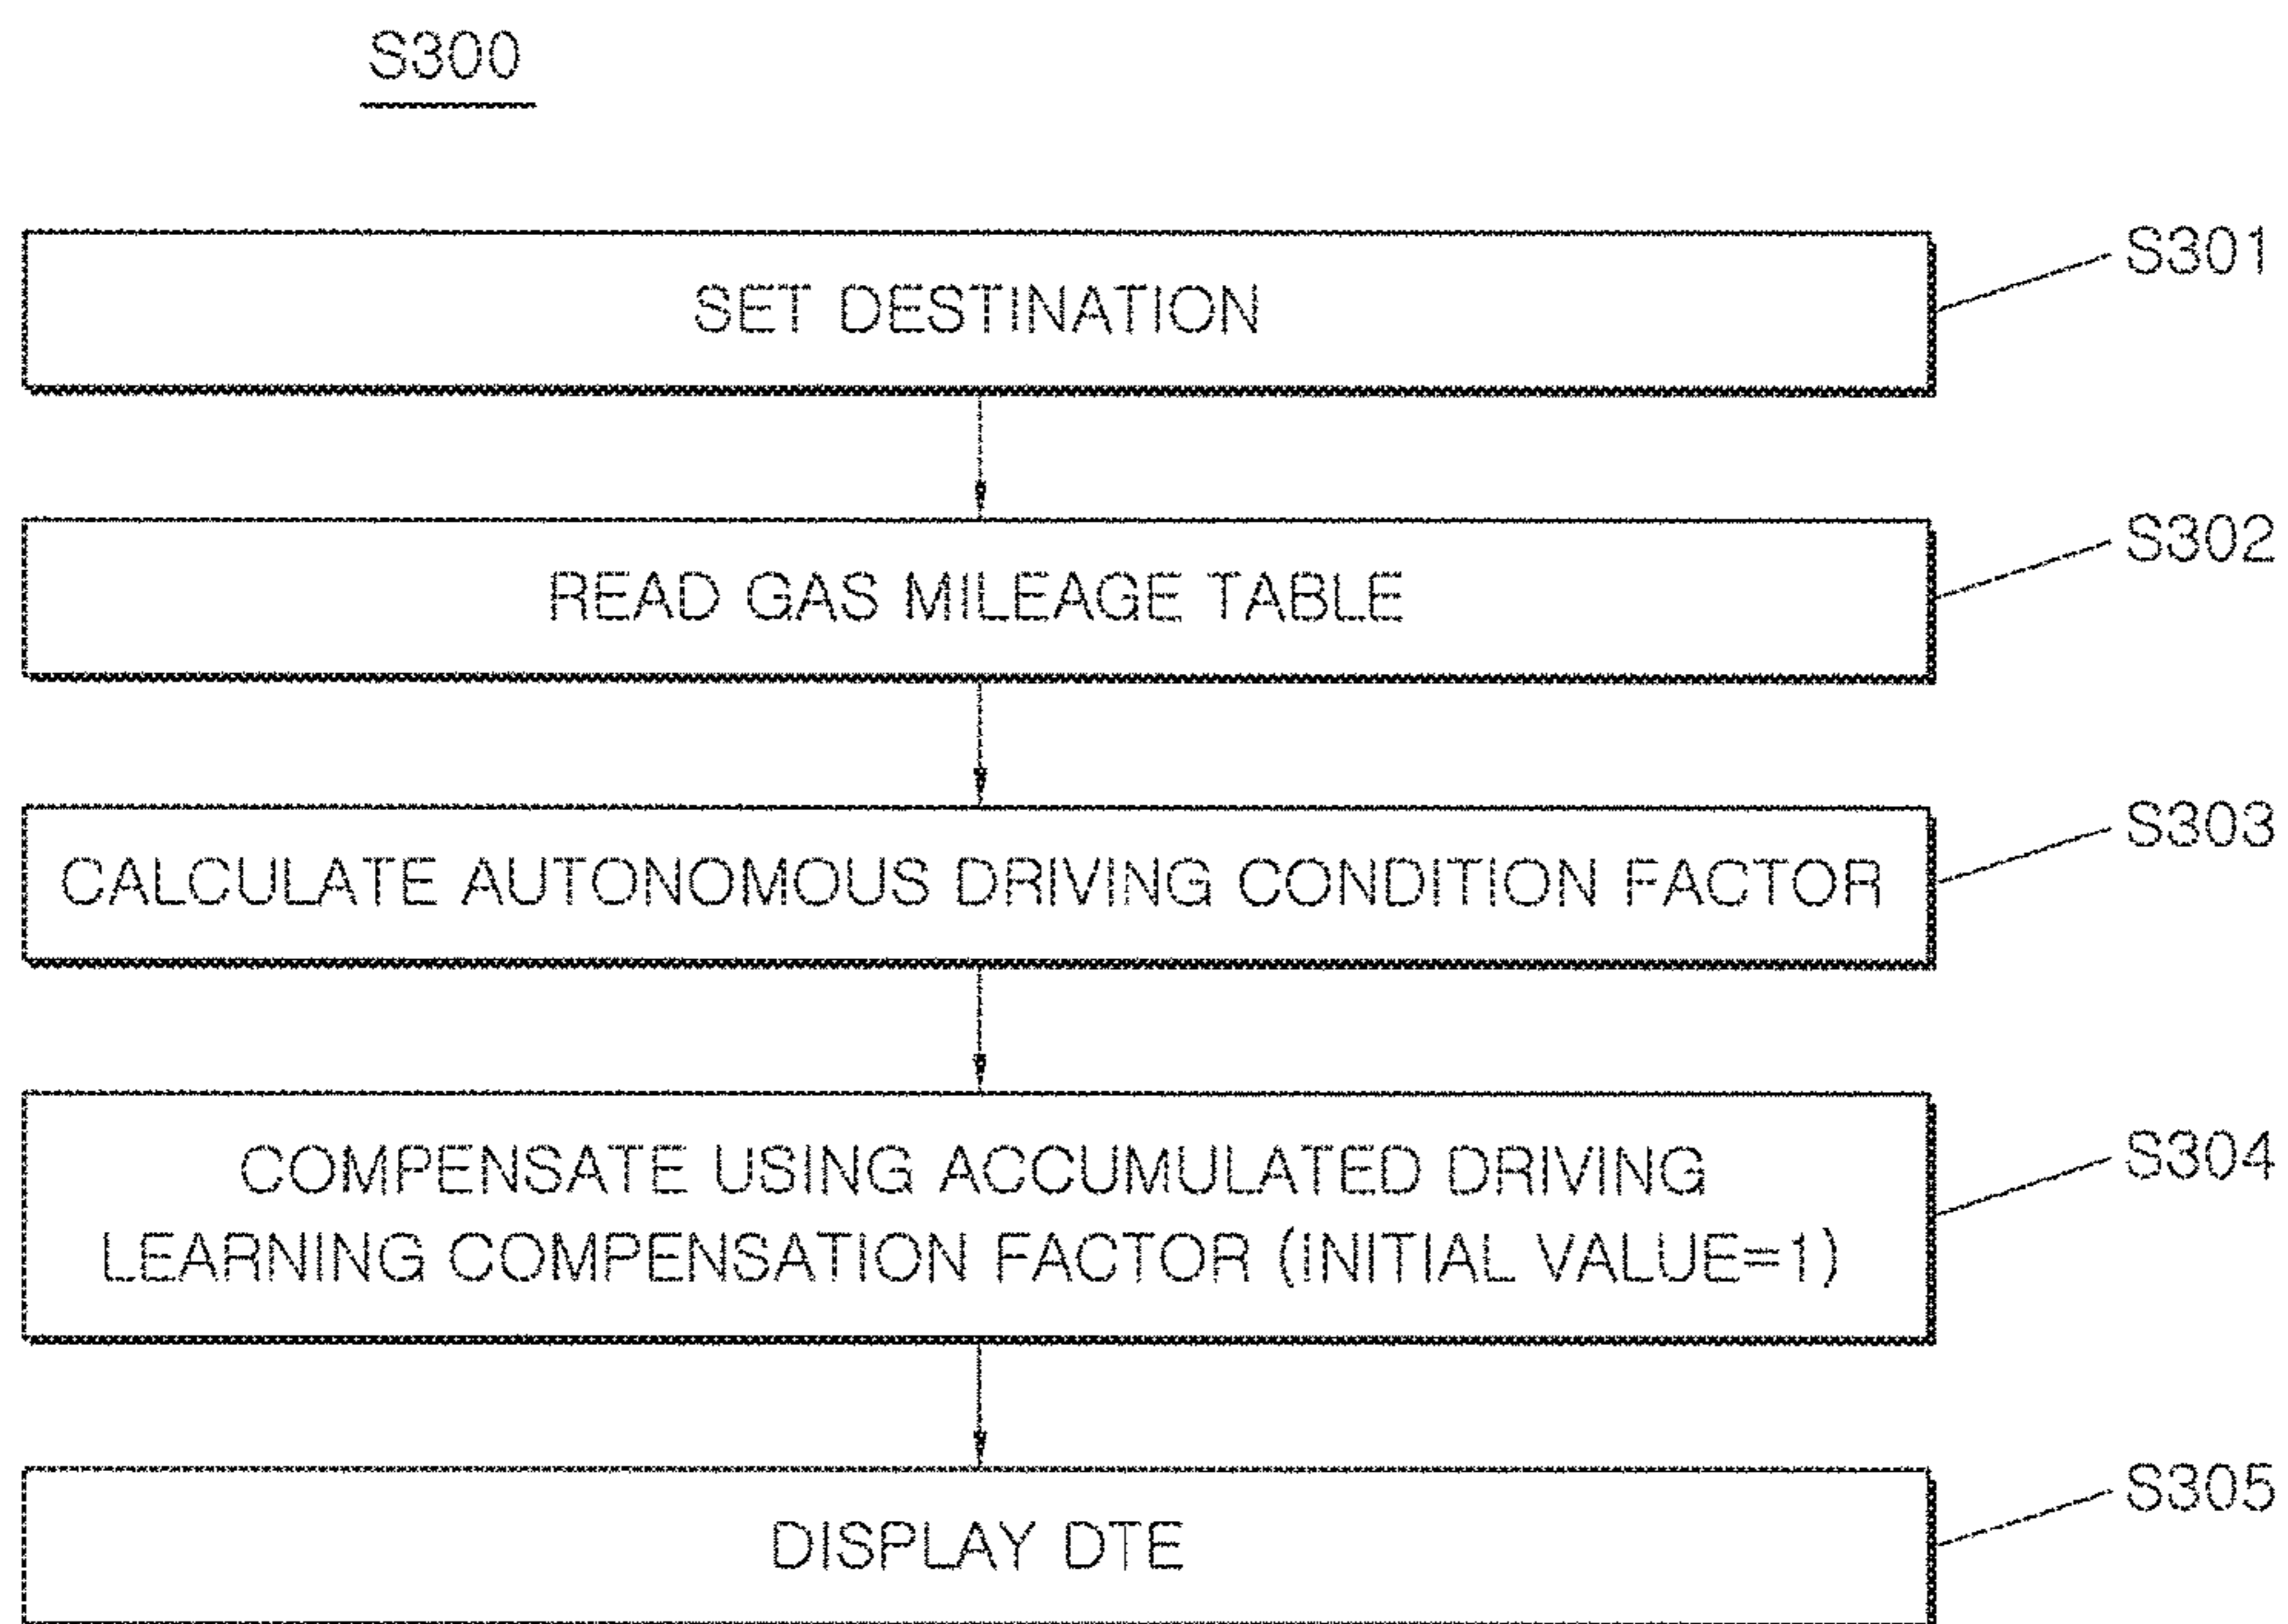 S300
SET DESTINATION
S301
READ GAS MILEAGE TABLE
S302
CALCULATE AUTONOMOUS DRIVING CONDITION FACTOR
S303
COMPENSATE USING ACCUMULATED DRIVING
LEARNING COMPENSATION FACTOR (INITIAL VALUE=1)
S304
DISPLAY DTE
S305